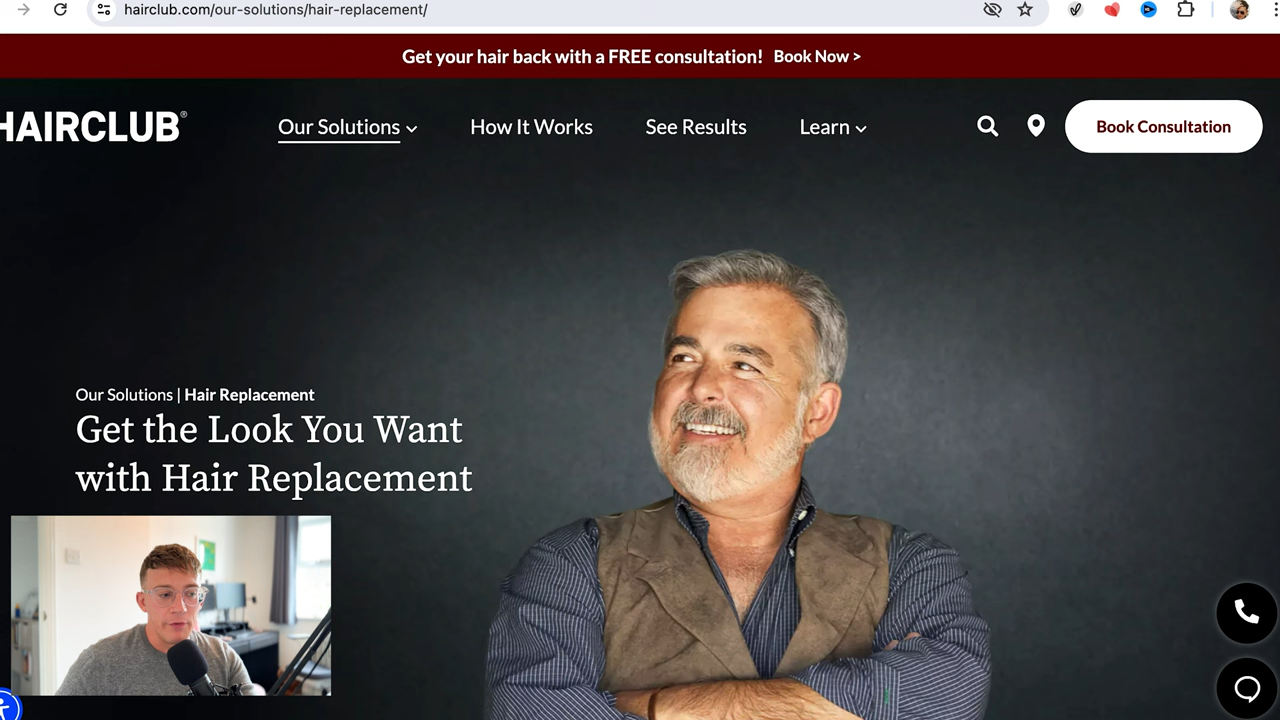 hairclub.com/our-solutions/hair-replacement/
Get your hair back with a FREE consultation! Book Now >
HAIRCLUB®
Our Solutions How It Works See Results Learn
Book Consultation
Our Solutions | Hair Replacement
Get the Look You Want
with Hair Replacement